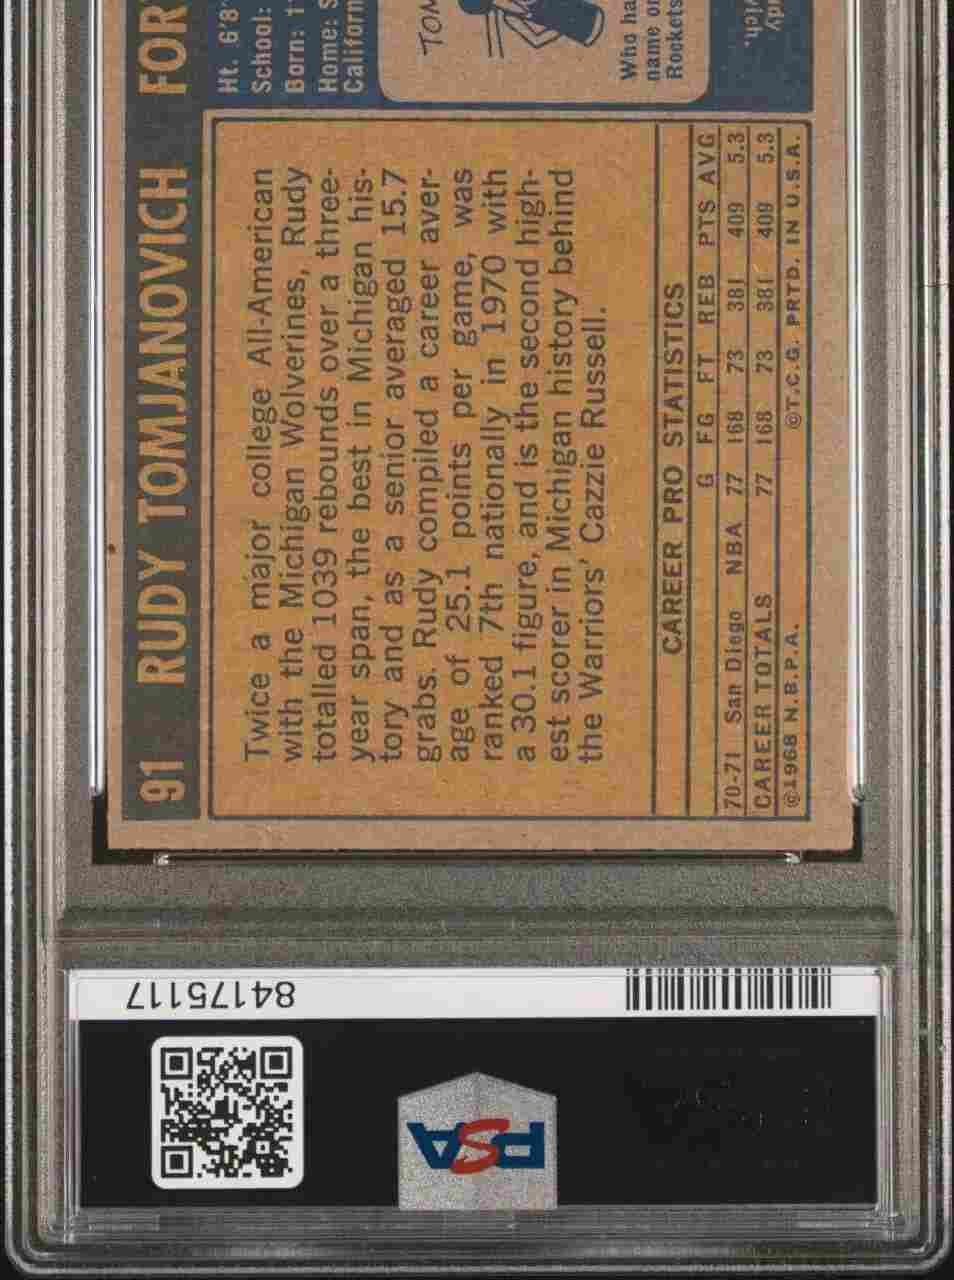 91 RUDY TOMJANOVICH FOR
Ht. 6'8"
School:
Born: 1
Home:
Californ
TOM
Who ha
name o
Rockets
dy
vich.
Twice a major college All-American
with the Michigan Wolverines, Rudy
totalled 1039 rebounds over a three-
year span, the best in Michigan his-
tory and as a senior averaged 15.7
grabs. Rudy compiled a career aver-
age of 25.1 points per game, was
ranked 7th nationally in 1970 with
a 30.1 figure, and is the second high-
est scorer in Michigan history behind
the Warriors' Cazzie Russell.
CAREER PRO STATISTICS
G FG FT REB PTS AVG
70-71 San Diego NBA 77 168 73 381 409 5.3
CAREER TOTALS 77 168 73 381 409 5.3
©1968 N.B.P.A. ©T.C.G. PRTD. IN U.S.A.
84175117
PSA